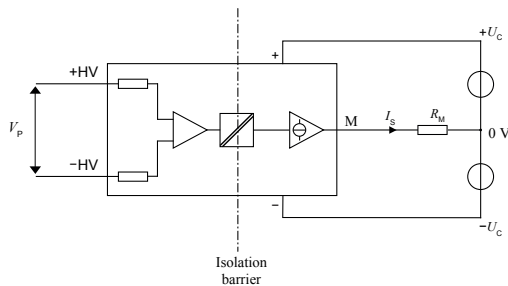 +U_C
+
+HV
V_P
M
I_S
R_M
0 V
−HV
−
−U_C
Isolation
barrier